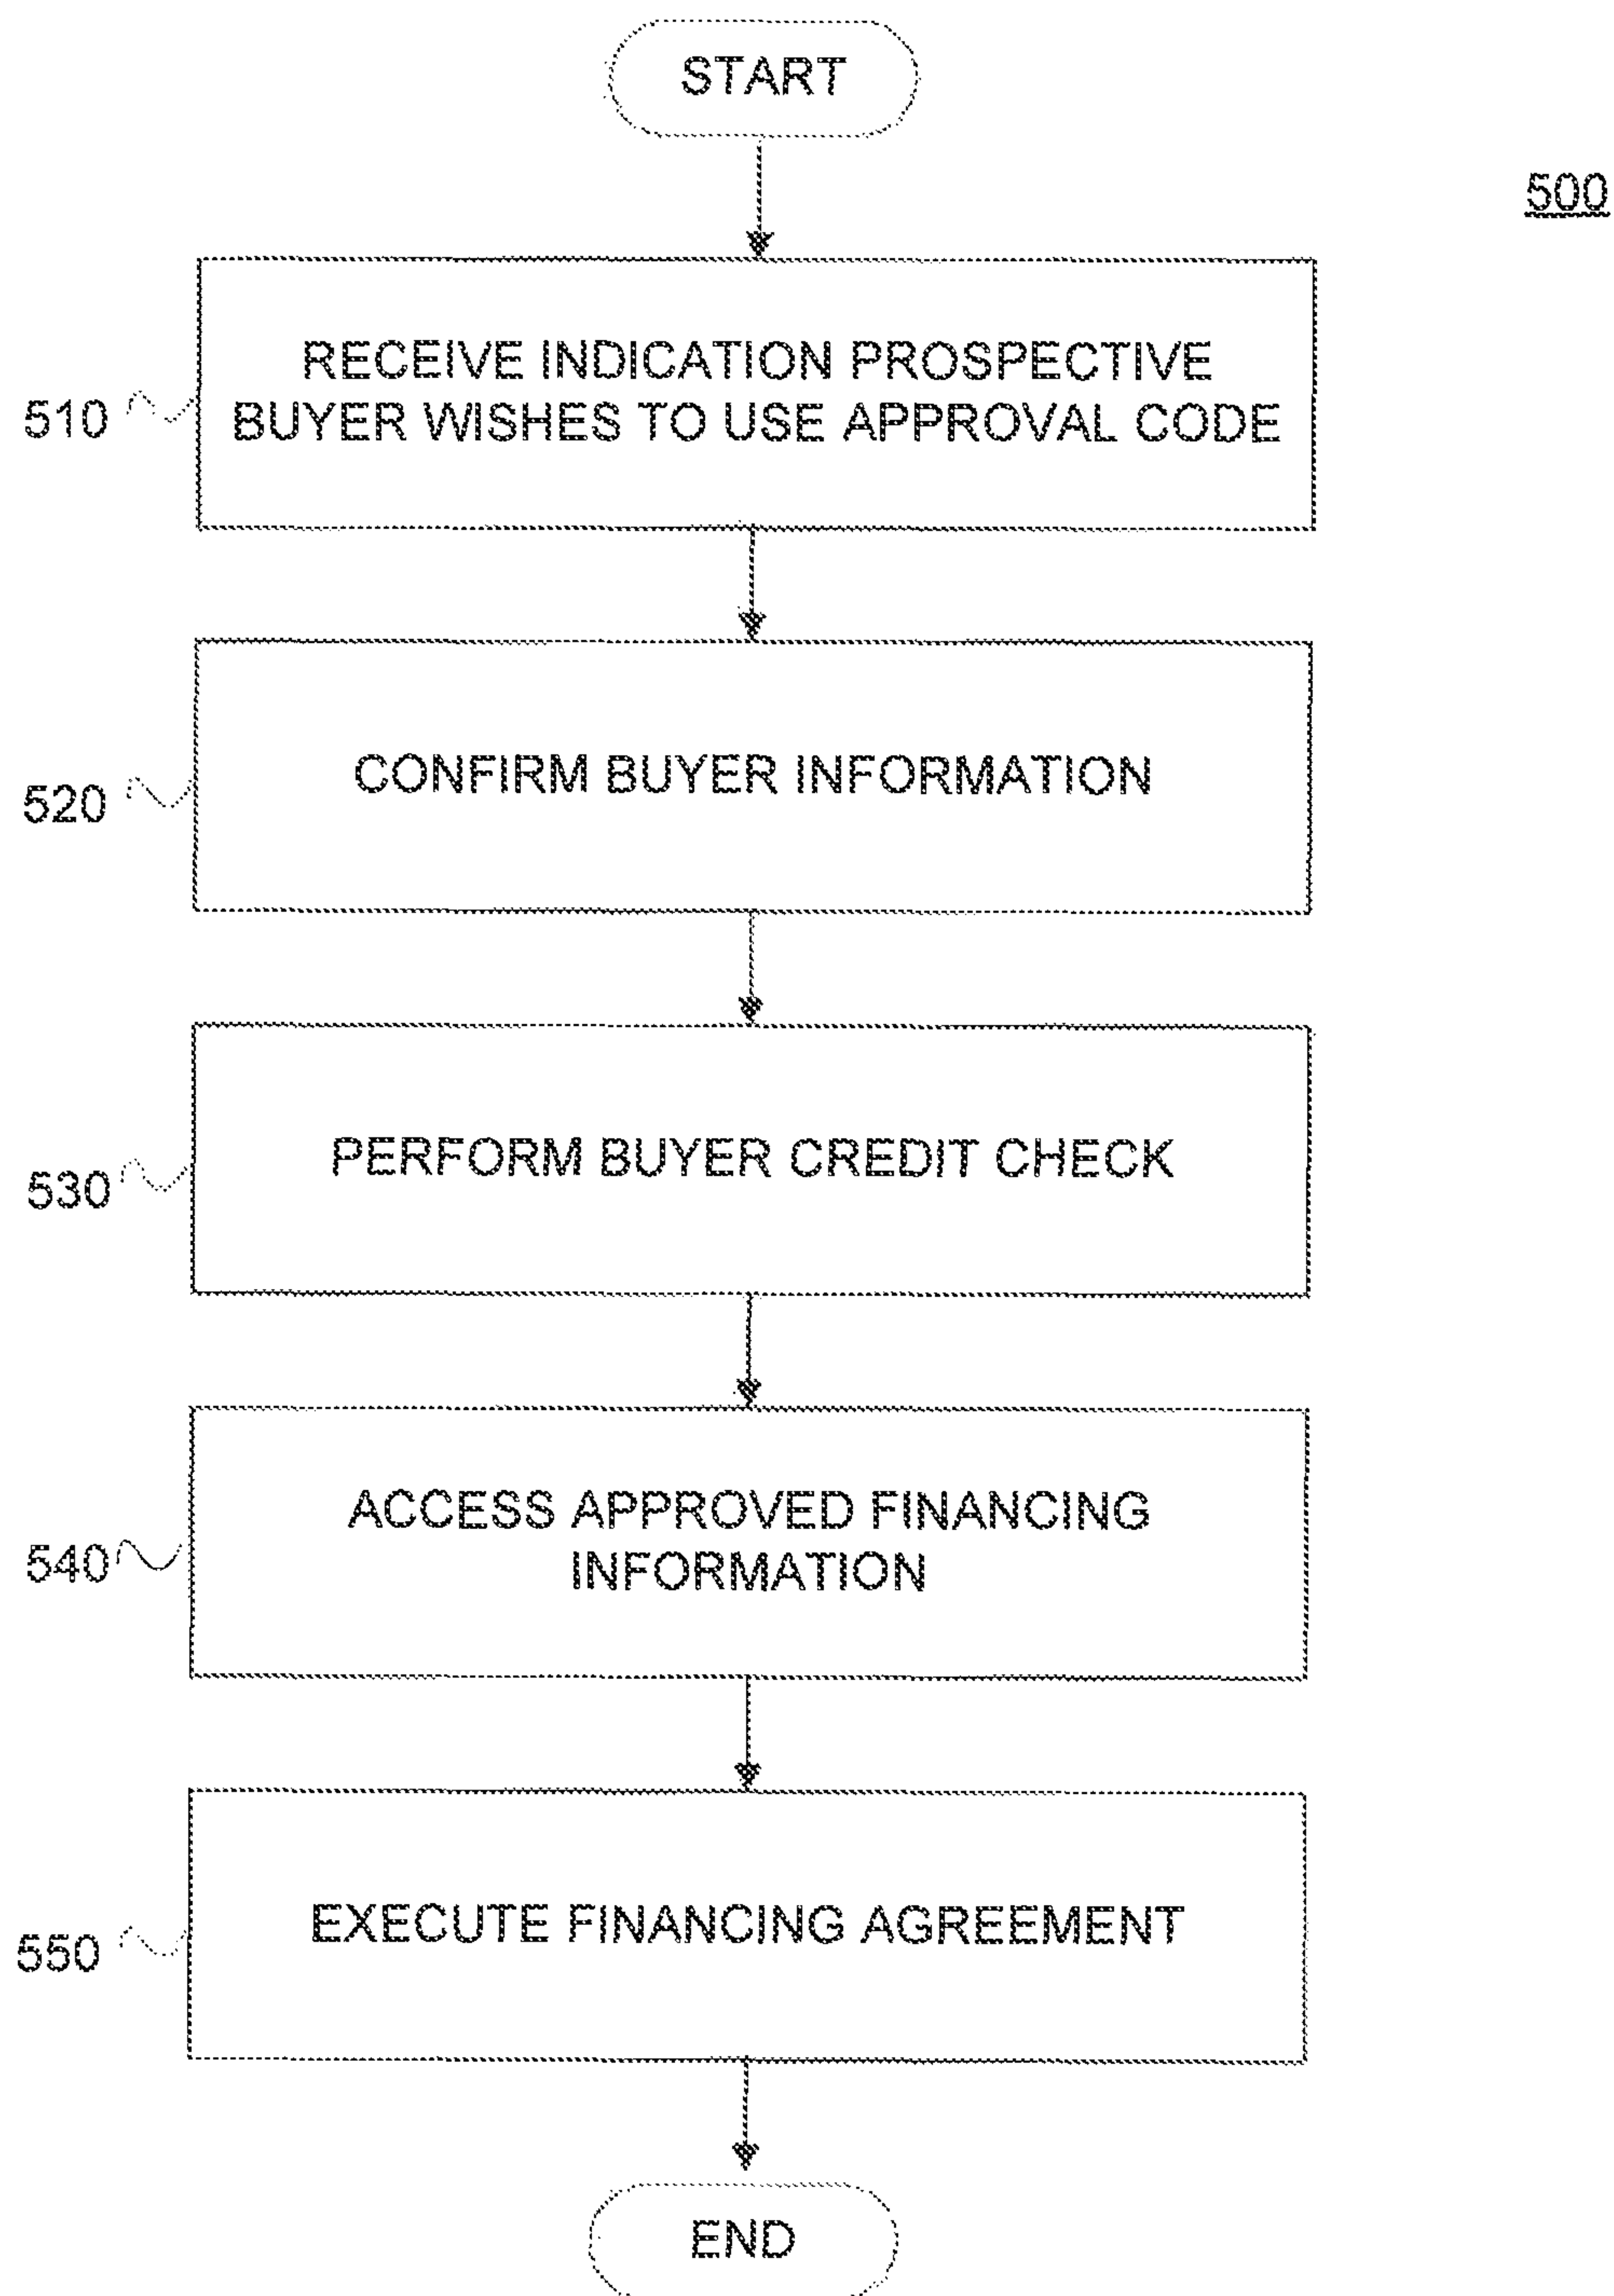 START
500
RECEIVE INDICATION PROSPECTIVE
BUYER WISHES TO USE APPROVAL CODE
510
CONFIRM BUYER INFORMATION
520
PERFORM BUYER CREDIT CHECK
530
ACCESS APPROVED FINANCING
INFORMATION
540
EXECUTE FINANCING AGREEMENT
550
END